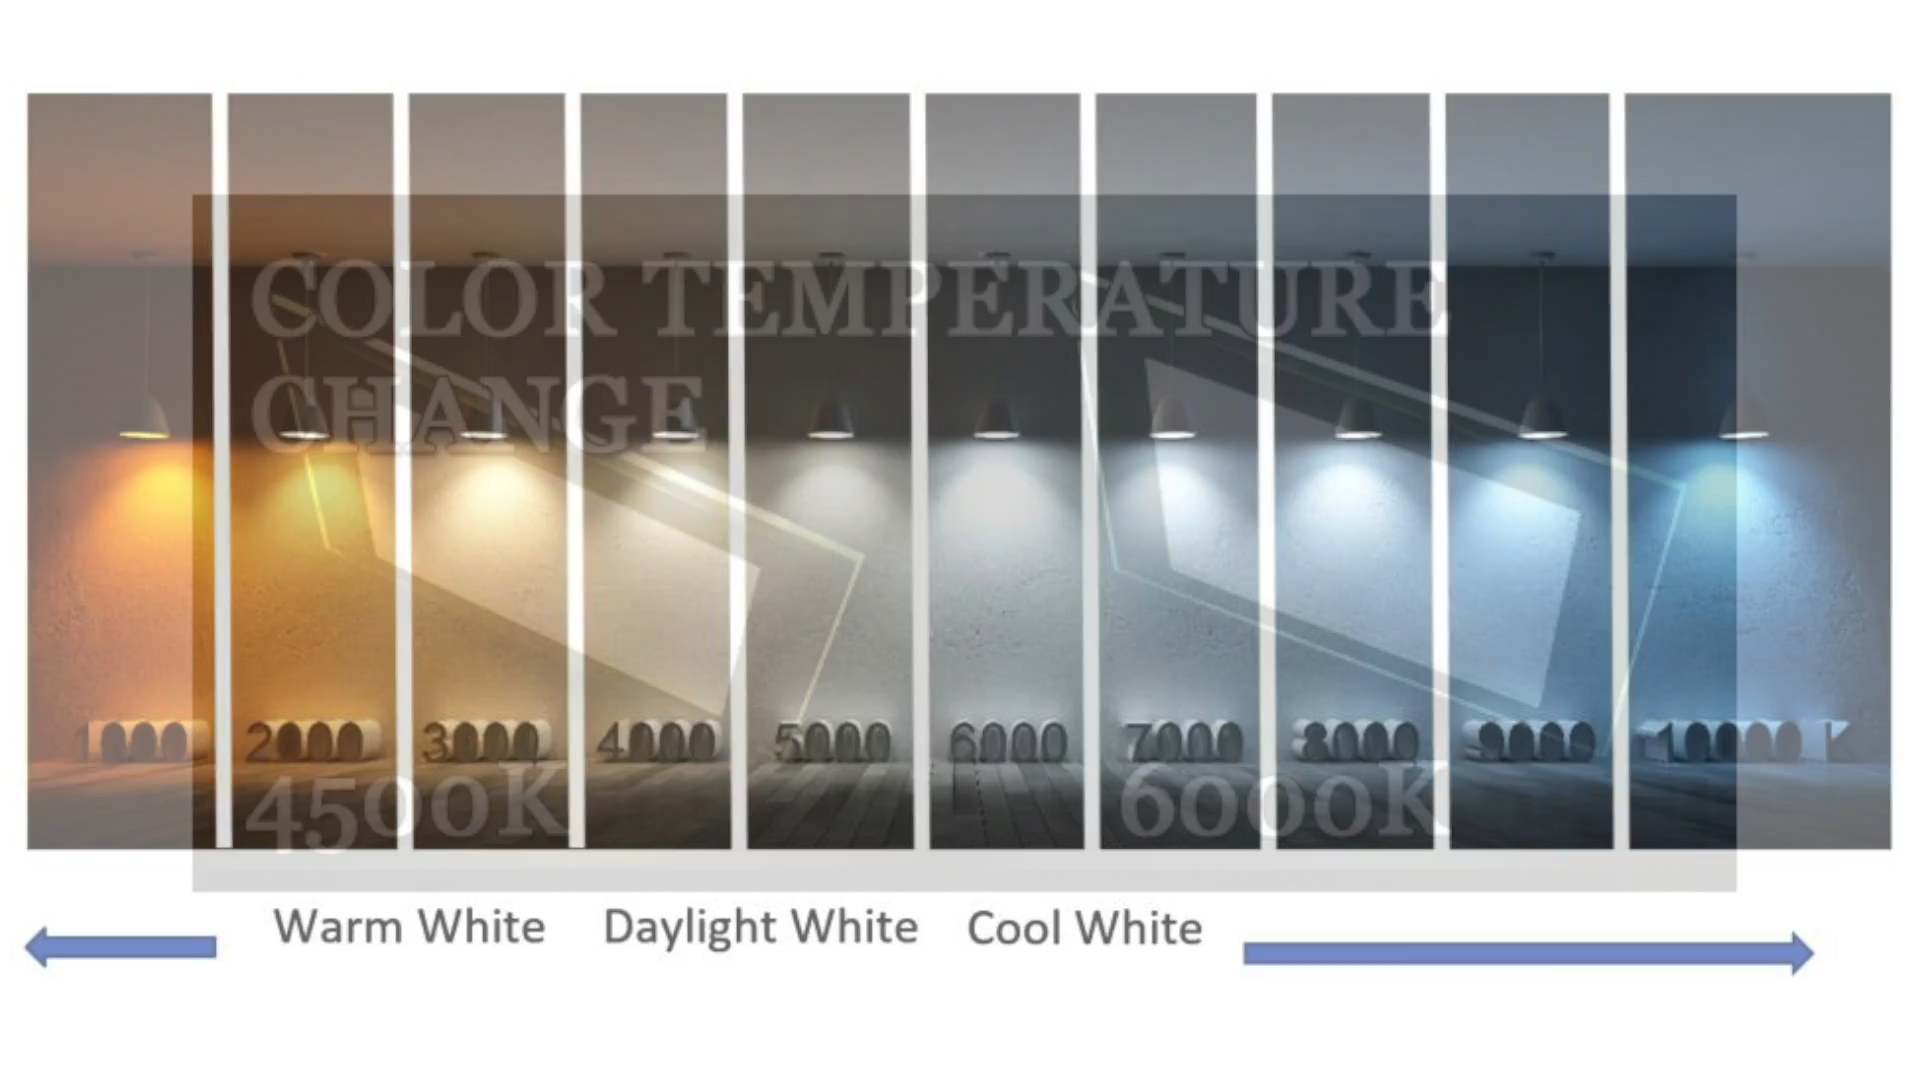 COLOR TEMPERATURE
CHANGE
1000 2000 3000 4000 5000 6000 7000 8000 9000 10000 K
4500K 6000K
Warm White Daylight White Cool White